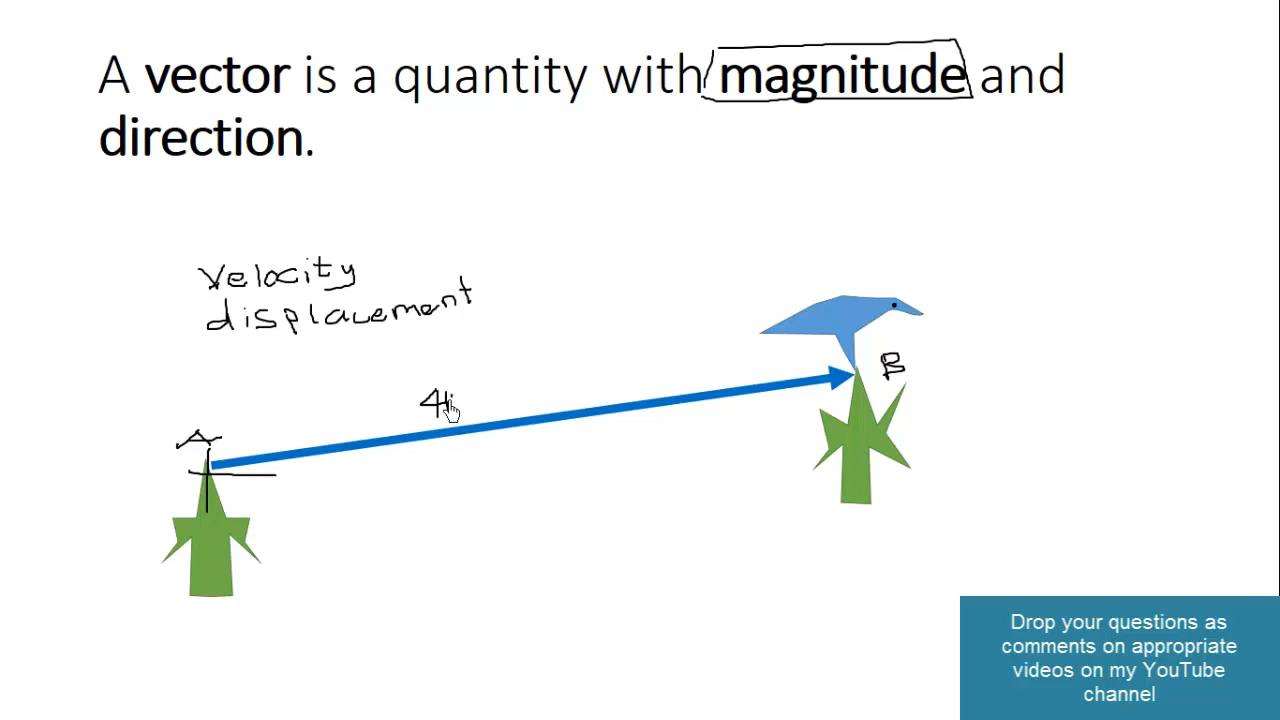 A vector is a quantity with magnitude and
direction.
Velocity
displacement
A
B
Drop your questions as
comments on appropriate
videos on my YouTube
channel